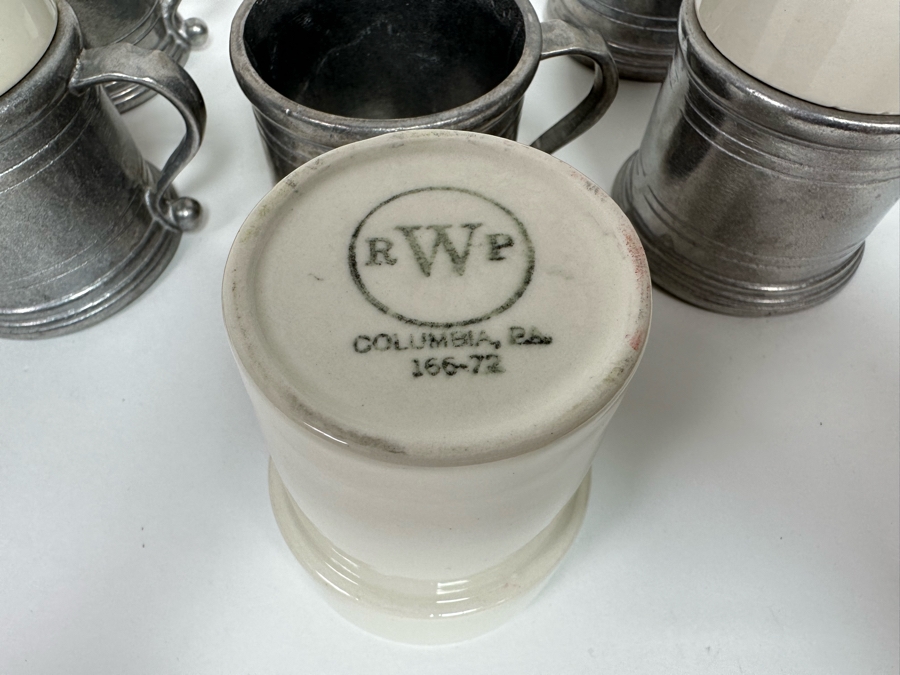 RWP
COLUMBIA, PA.
166-72